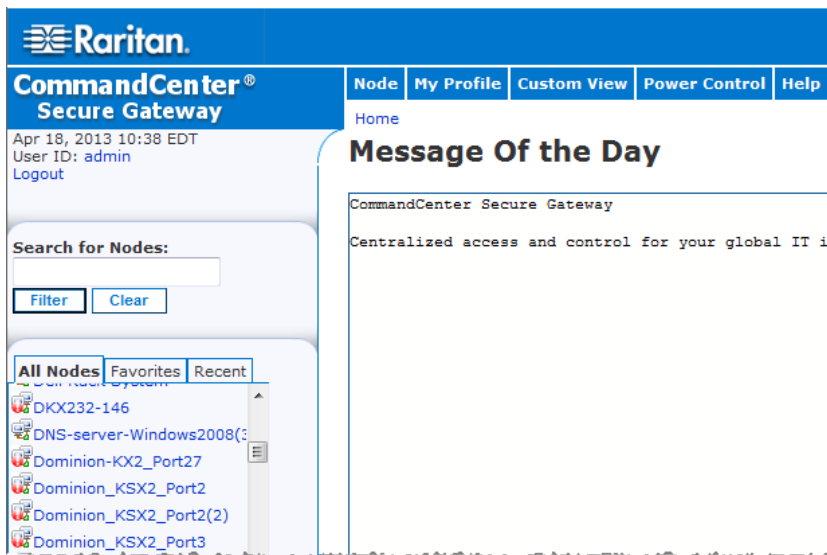 Raritan.
CommandCenter®
Secure Gateway
Apr 18, 2013 10:38 EDT
User ID: admin
Logout
Search for Nodes:
Filter Clear
All Nodes Favorites Recent
DKX232-146
DNS-server-Windows2008(
Dominion-KX2_Port27
Dominion_KSX2_Port2
Dominion_KSX2_Port2(2)
Dominion_KSX2_Port3
Node My Profile Custom View Power Control Help
Home
Message Of the Day
CommandCenter Secure Gateway
Centralized access and control for your global IT i